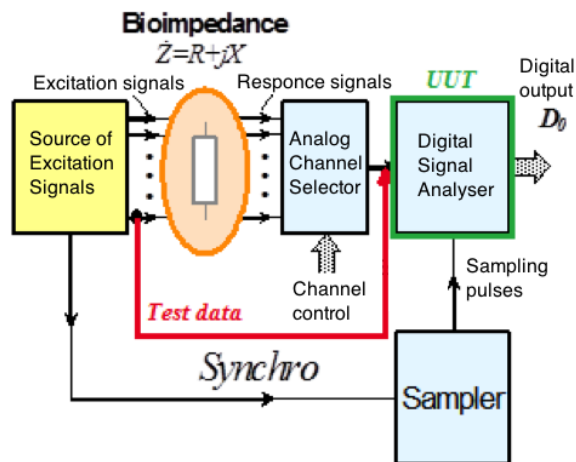 Bioimpedance
Ż=R+jX
Excitation signals
Responce signals
UUT
Digital
output
D₀
Source of
Excitation
Signals
Analog
Channel
Selector
Digital
Signal
Analyser
Channel
control
Sampling
pulses
Test data
Synchro
Sampler